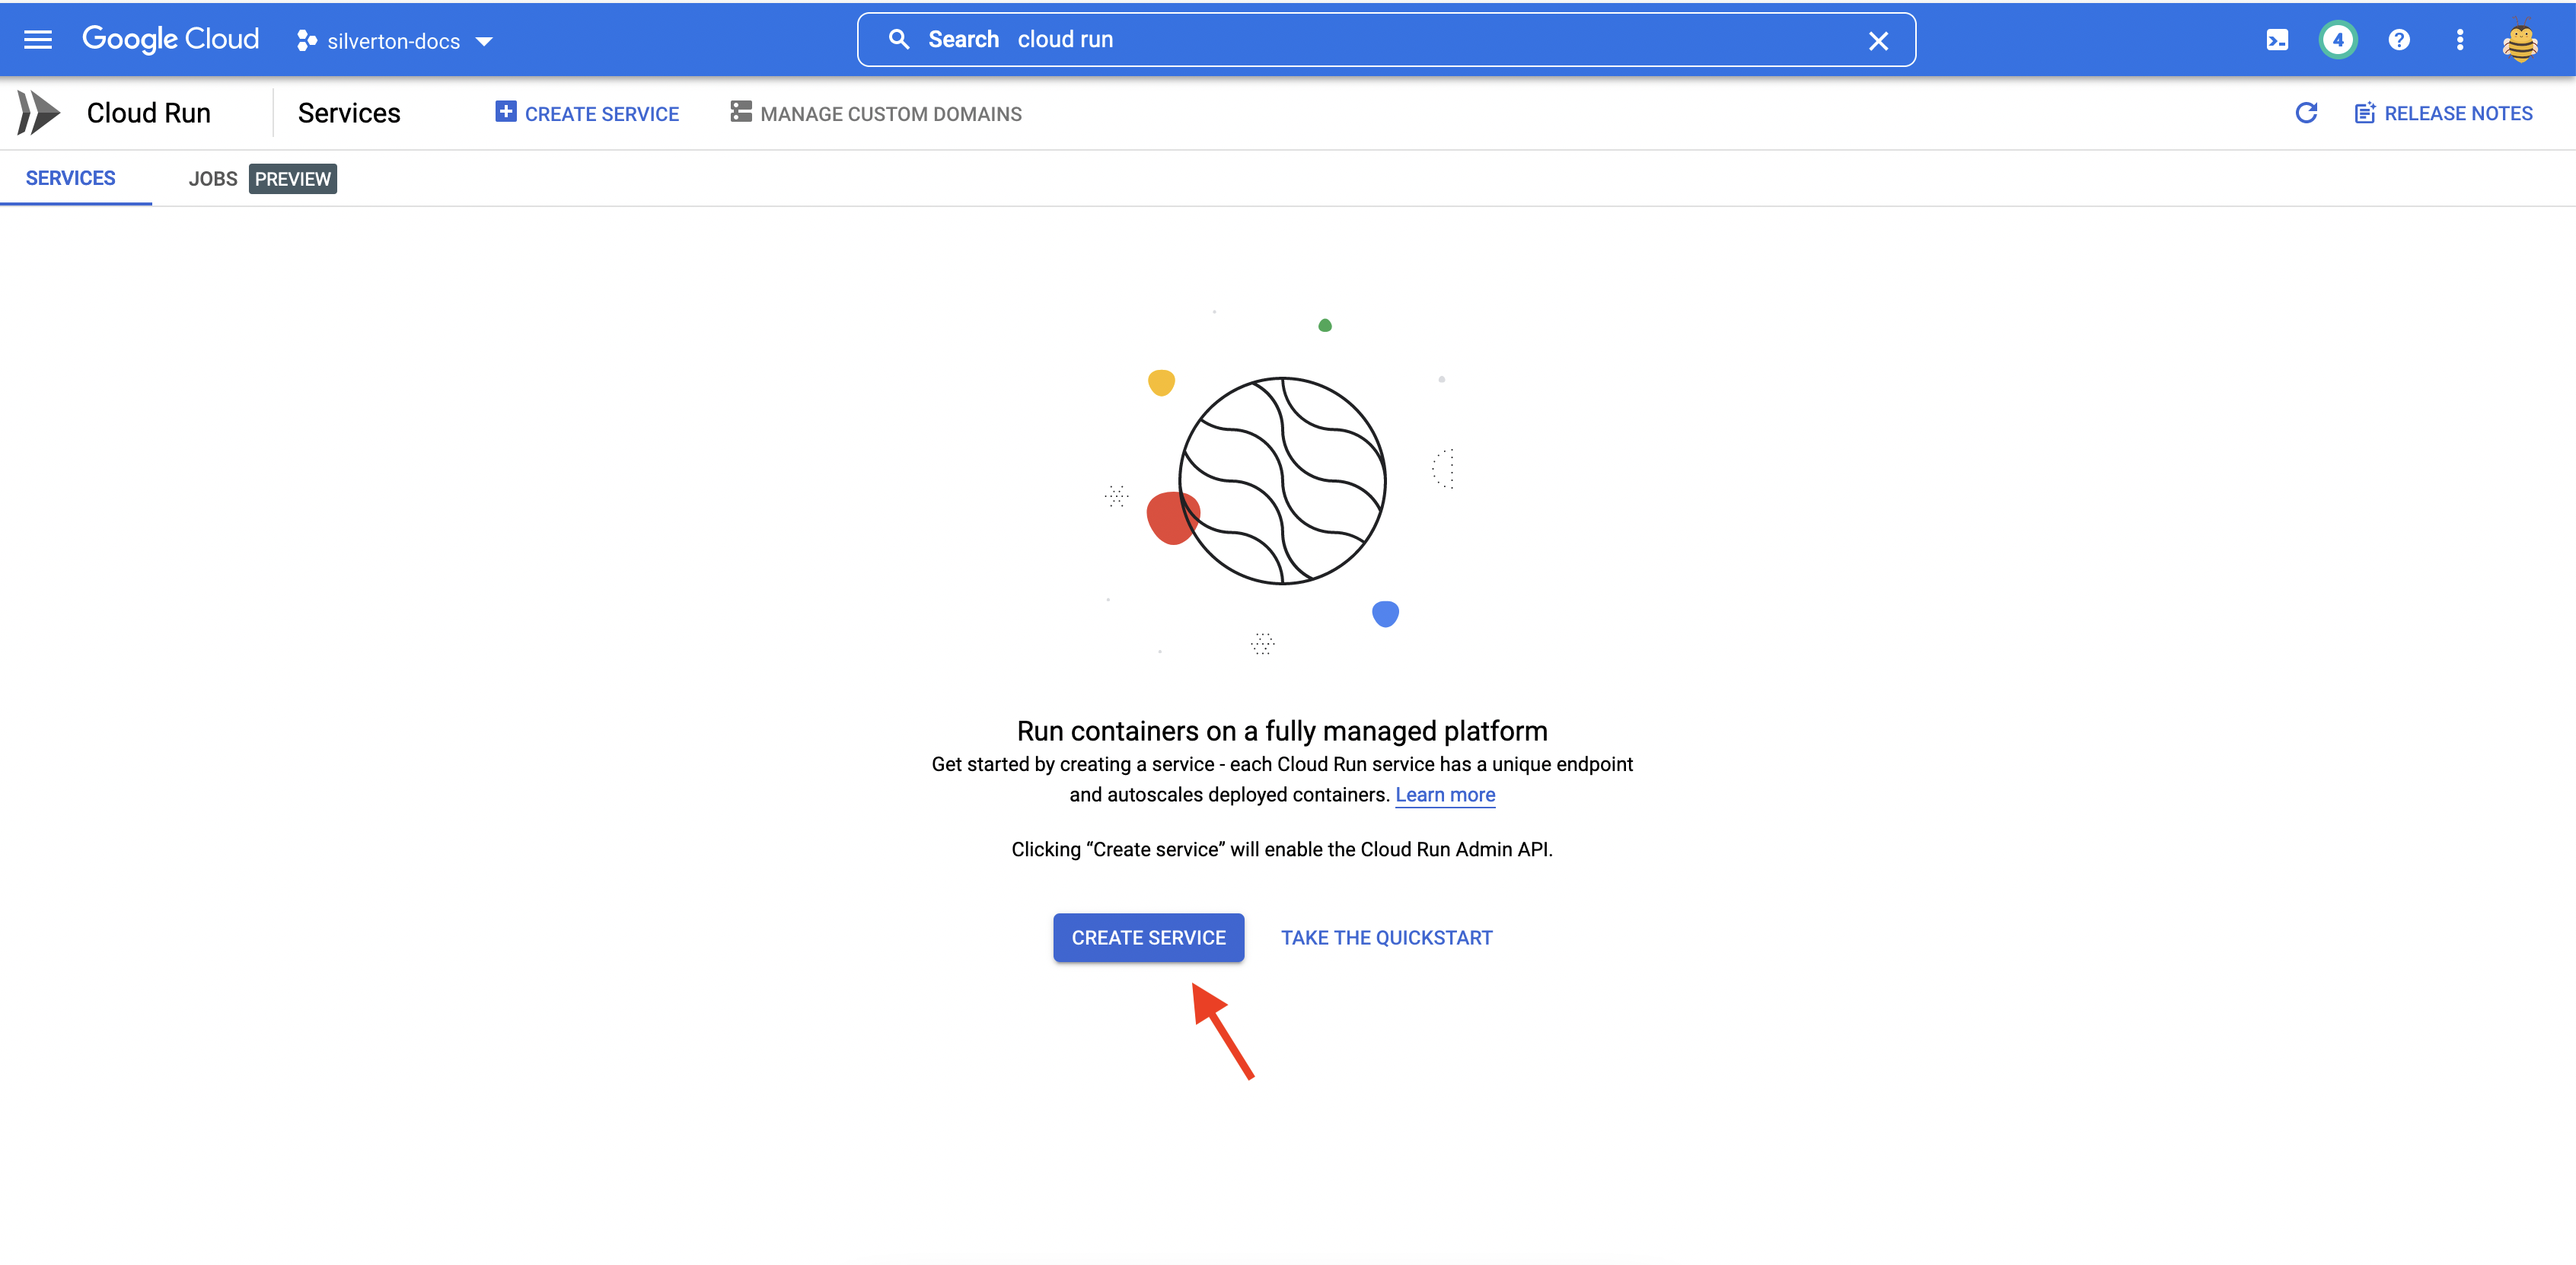 Google Cloud silverton-docs Search cloud run 4
Cloud Run Services CREATE SERVICE MANAGE CUSTOM DOMAINS RELEASE NOTES
SERVICES JOBS PREVIEW
Run containers on a fully managed platform
Get started by creating a service - each Cloud Run service has a unique endpoint
and autoscales deployed containers. Learn more
Clicking “Create service” will enable the Cloud Run Admin API.
CREATE SERVICE TAKE THE QUICKSTART